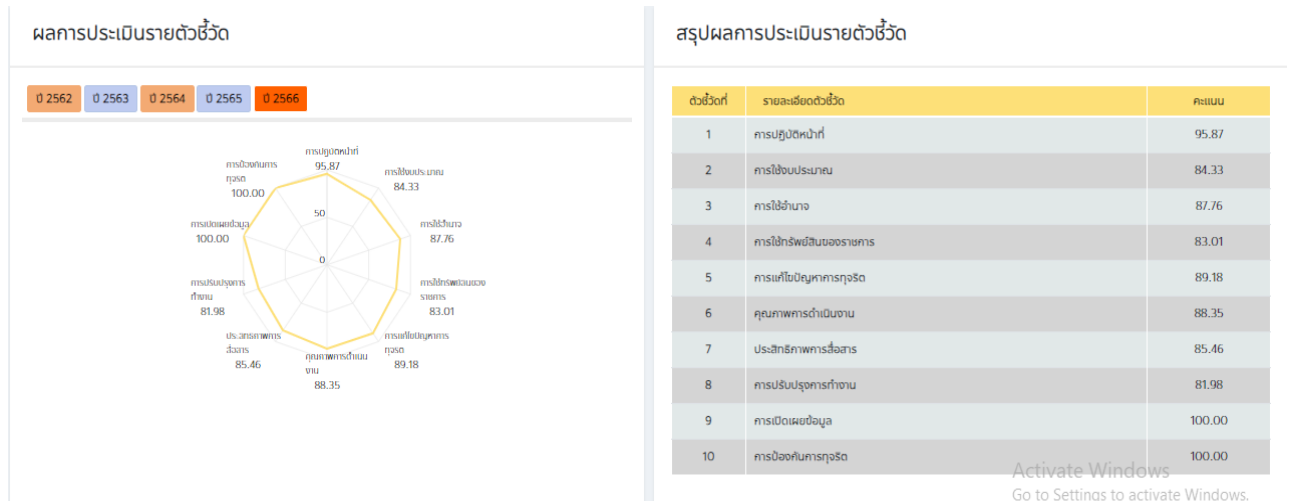 ผลการประเมินรายตัวชี้วัด
ปี 2562 ปี 2563 ปี 2564 ปี 2565 ปี 2566
การปฏิบัติหน้าที่
95.87
การใช้งบประมาณ
84.33
การใช้อำนาจ
87.76
การใช้ทรัพย์สินของ
ราชการ
83.01
การแก้ไขปัญหาการ
ทุจริต
89.18
คุณภาพการดำเนิน
งาน
88.35
ประสิทธิภาพการ
สื่อสาร
85.46
การปรับปรุงการ
ทำงาน
81.98
การเปิดเผยข้อมูล
100.00
การป้องกันการ
ทุจริต
100.00
50
0
สรุปผลการประเมินรายตัวชี้วัด
ตัวชี้วัดที่ รายละเอียดตัวชี้วัด คะแนน
1 การปฏิบัติหน้าที่ 95.87
2 การใช้งบประมาณ 84.33
3 การใช้อำนาจ 87.76
4 การใช้ทรัพย์สินของราชการ 83.01
5 การแก้ไขปัญหาการทุจริต 89.18
6 คุณภาพการดำเนินงาน 88.35
7 ประสิทธิภาพการสื่อสาร 85.46
8 การปรับปรุงการทำงาน 81.98
9 การเปิดเผยข้อมูล 100.00
10 การป้องกันการทุจริต 100.00
Activate Windows
Go to Settings to activate Windows.